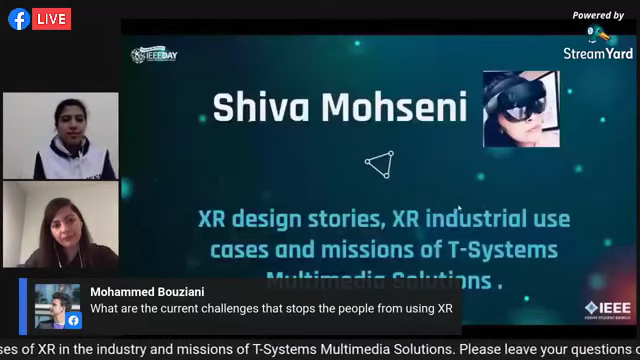 LIVE
Powered by
StreamYard
IEEEDAY
Shiva Mohseni
XR design stories, XR industrial use
cases and missions of T-Systems
Multimedia Solutions .
Mohammed Bouziani
What are the current challenges that stops the people from using XR
IEEE
ses of XR in the industry and missions of T-Systems Multimedia Solutions. Please leave your questions